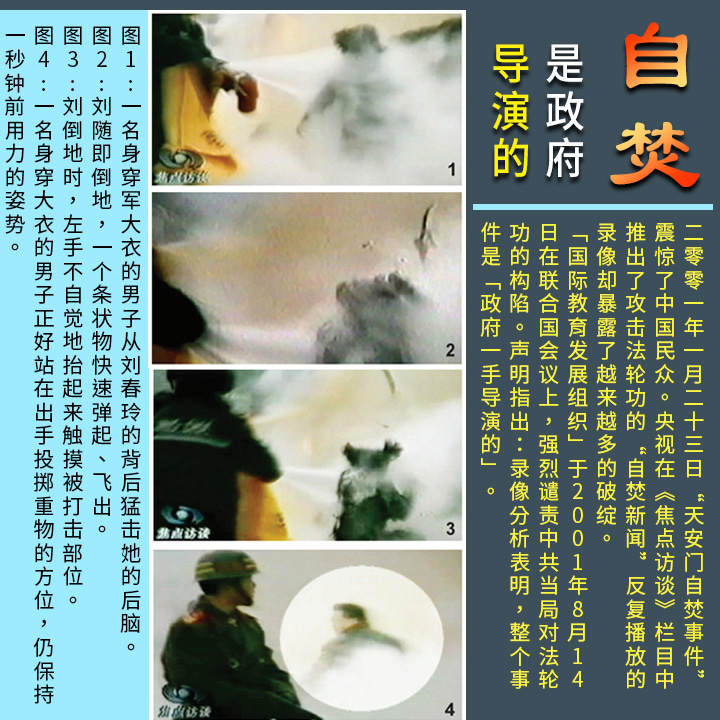 自焚
是政府
导演的
二零零一年一月二十三日“天安门自焚事件”
震惊了中国民众。央视在《焦点访谈》栏目中
推出了攻击法轮功的“自焚新闻”反复播放的
录像却暴露了越来越多的破绽。
「国际教育发展组织」于2001年8月14
日在联合国会议上，强烈谴责中共当局对法轮
功的构陷。声明指出：录像分析表明，整个事
件是「政府一手导演的」。
1
焦点访谈
2
3
焦点访谈
4
焦点访谈
图1：一名身穿军大衣的男子从刘春玲的背后猛击她的后脑。
图2：刘随即倒地，一个条状物快速弹起、飞出。
图3：刘倒地时，左手不自觉地抬起来触摸被打击部位。
图4：一名身穿大衣的男子正好站在出手投掷重物的方位，仍保持
一秒钟前用力的姿势。